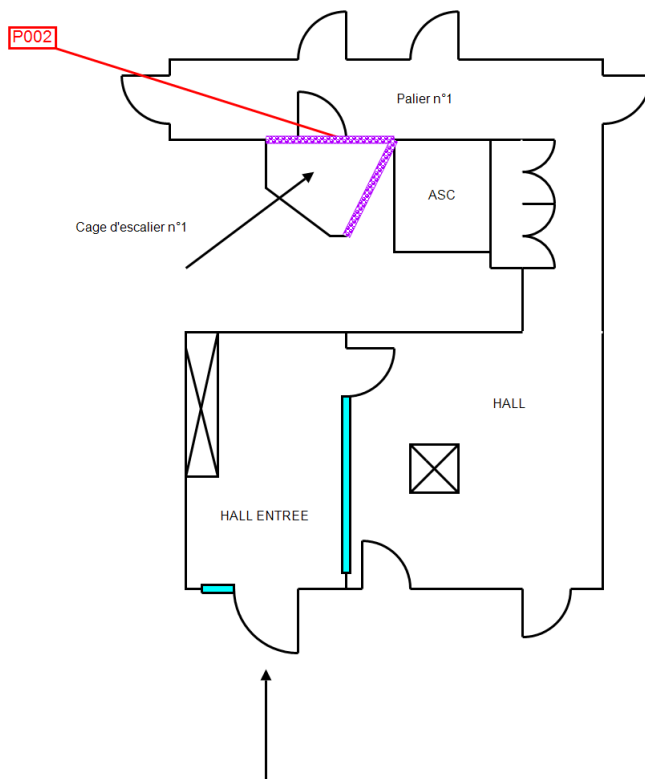 P002
Palier n°1
ASC
Cage d'escalier n°1
HALL
HALL ENTREE